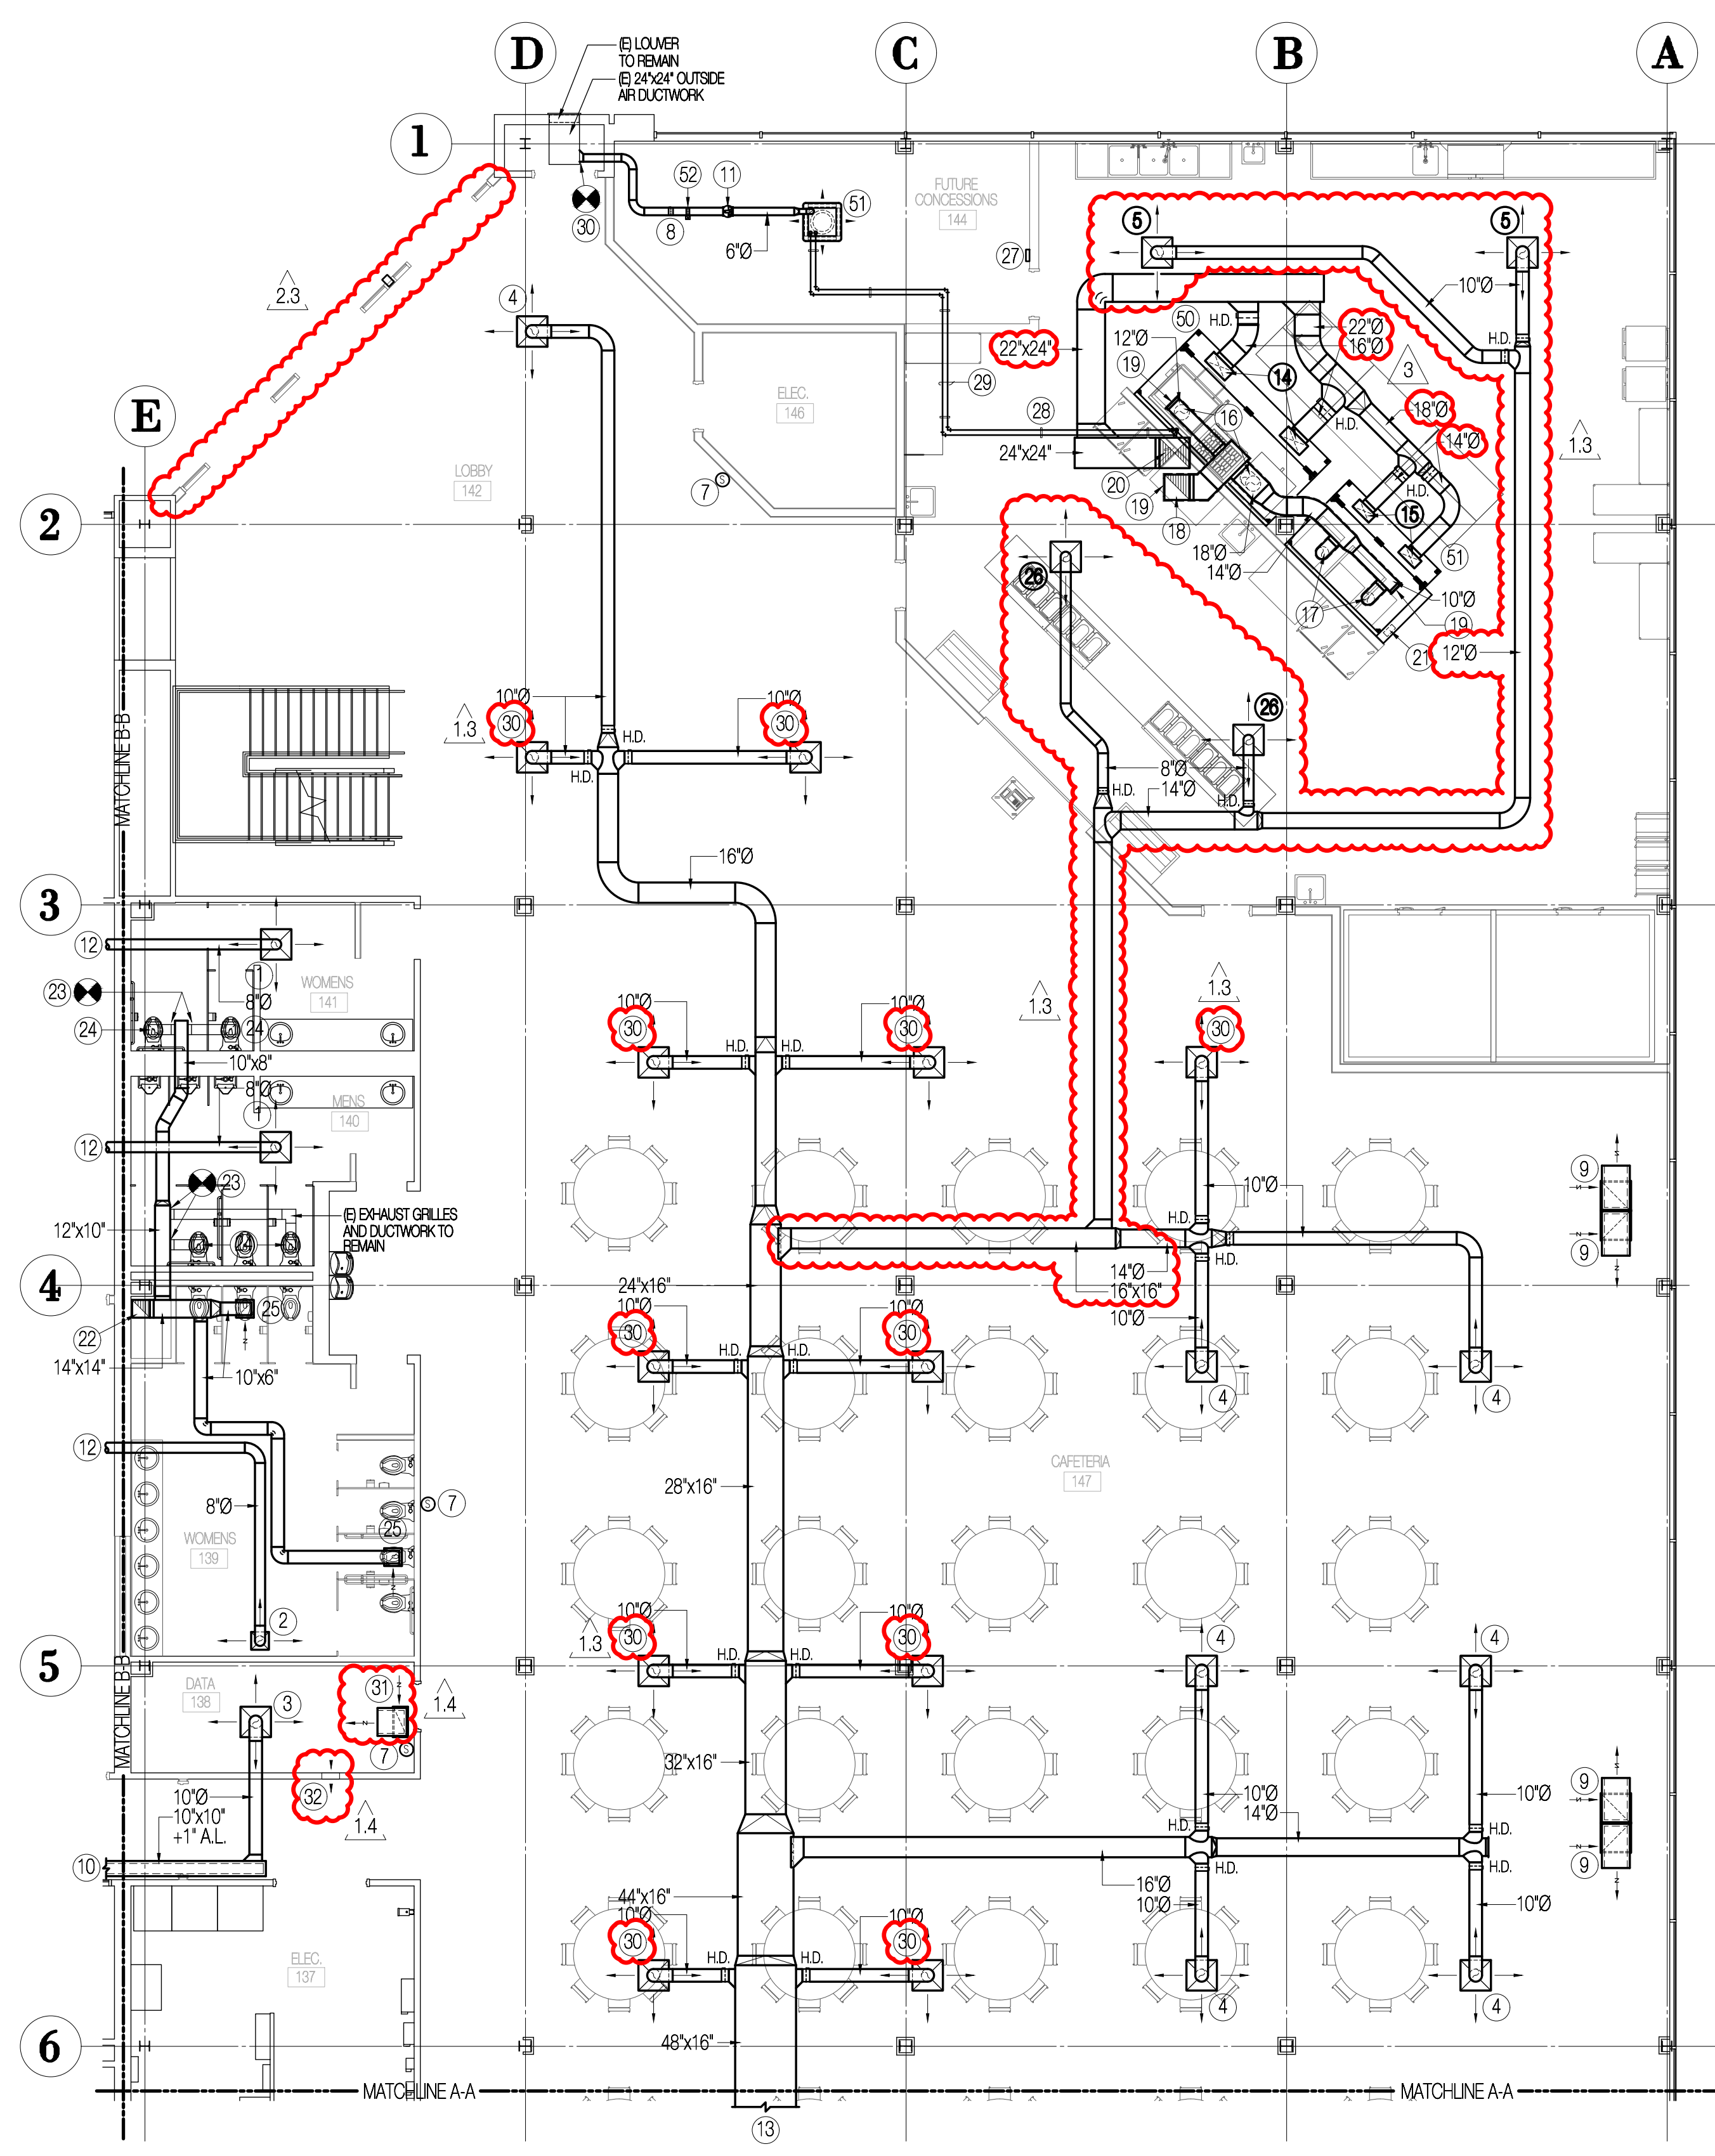 D
C
B
A
(E) LOUVER
TO REMAIN
(E) 24"x24" OUTSIDE
AIR DUCTWORK
1
52
11
51
30
8
6"Ø
FUTURE
CONCESSIONS
144
27
5
5
10"Ø
H.D.
2.3
4
22"x24"
50
H.D.
12"Ø
19
22"Ø
16"Ø
14
3
29
16
18"Ø
H.D.
14"Ø
1.3
28
24"x24"
E
ELEC.
146
LOBBY
142
7
S
20
19
18
H.D.
15
51
2
18"Ø
14"Ø
26
17
10"Ø
19
21
12"Ø
MATCHLINE B-B
10"Ø
10"Ø
30
30
1.3
H.D.
H.D.
26
8"Ø
14"Ø
H.D.
H.D.
16"Ø
3
12
WOMENS
141
23
8"Ø
24
24
10"x8"
8"Ø
MENS
140
12
10"Ø
10"Ø
30
30
H.D.
H.D.
1.3
1.3
30
23
(E) EXHAUST GRILLES
AND DUCTWORK TO
REMAIN
12"x10"
24
10"Ø
H.D.
H.D.
9
9
4
14"Ø
16"x16"
10"Ø
24"x16"
10"Ø
10"Ø
30
30
H.D.
H.D.
25
22
14"x14"
10"x6"
4
4
12
CAFETERIA
147
28"x16"
8"Ø
S
7
25
WOMENS
139
2
10"Ø
10"Ø
1.3
30
30
H.D.
H.D.
4
4
5
MATCHLINE B-B
DATA
138
3
31
1.4
7
S
32"x16"
32
10"Ø
10"x10"
+1" A.L.
1.4
10"Ø
14"Ø
10"Ø
9
9
H.D.
H.D.
H.D.
H.D.
10
16"Ø
10"Ø
10"Ø
44"x16"
10"Ø
10"Ø
30
30
H.D.
H.D.
ELEC.
137
4
4
6
48"x16"
MATCHLINE A-A
MATCHLINE A-A
13